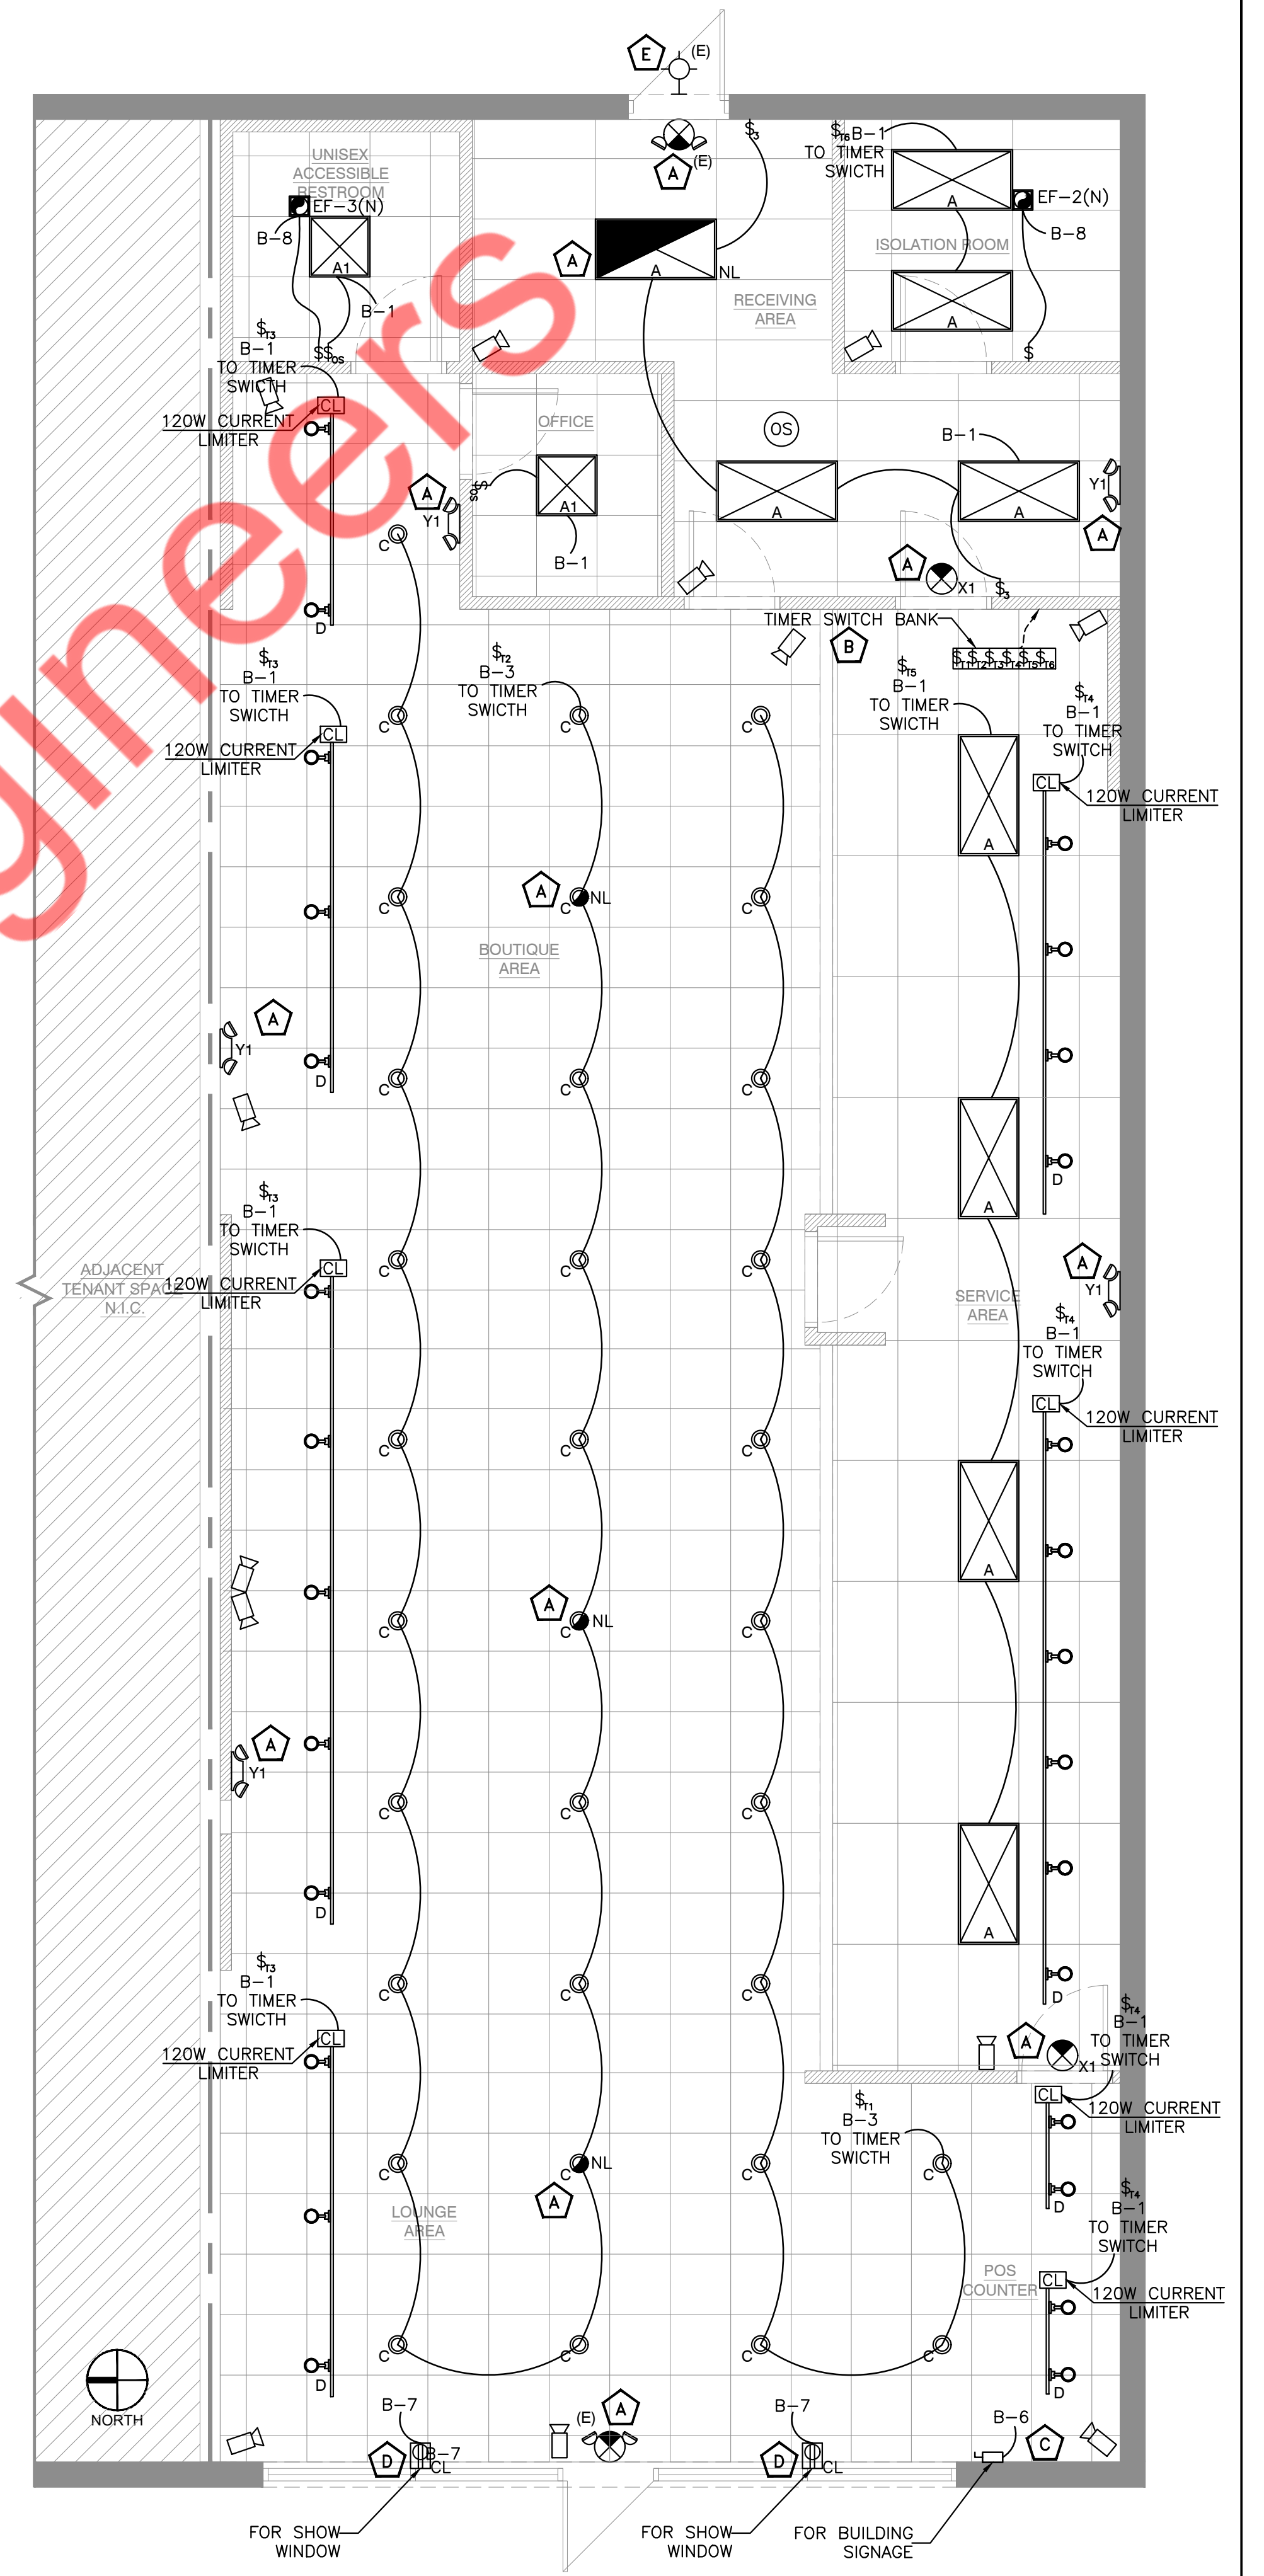 E
(E)
UNISEX
ACCESSIBLE
RESTROOM
EF-3(N)
B-8
A1
B-1
$$OS
(E)
A
$3
A
A
NL
RECEIVING
AREA
$T6 B-1
TO TIMER
SWICTH
A
EF-2(N)
B-8
ISOLATION ROOM
A
$
$T3
B-1
TO TIMER
SWICTH
CL
120W CURRENT
LIMITER
D
OFFICE
A
Y1
$OS
A1
B-1
OS
B-1
A
A
Y1
A
A
X1
$3
C
TIMER SWITCH BANK
B
$T1 $T2 $T3 $T4 $T5 $T6
$T3
B-1
TO TIMER
SWICTH
CL
120W CURRENT
LIMITER
$T2
B-3
TO TIMER
SWICTH
$T5
B-1
TO TIMER
SWICTH
$T4
B-1
TO TIMER
SWITCH
CL
120W CURRENT
LIMITER
C
C
C
A
C
A
C NL
C
BOUTIQUE
AREA
A
Y1
D
C
C
C
A
D
$T3
B-1
TO TIMER
SWICTH
CL
120W CURRENT
LIMITER
ADJACENT
TENANT SPACE
N.I.C.
C
C
C
SERVICE
AREA
A
Y1
$T4
B-1
TO TIMER
SWITCH
CL
120W CURRENT
LIMITER
C
C
C
A
C
A
C NL
C
A
Y1
C
C
C
D
A
C
C
C
D
$T3
B-1
TO TIMER
SWICTH
CL
120W CURRENT
LIMITER
A
X1
$T4
B-1
TO TIMER
SWITCH
CL
120W CURRENT
LIMITER
D
$T1
B-3
TO TIMER
SWICTH
C
C NL
C
C
A
LOUNGE
AREA
POS
COUNTER
$T4
B-1
TO TIMER
SWITCH
CL
120W CURRENT
LIMITER
D
C
C
C
C
D
NORTH
B-7
D
B-7
CL
(E)
A
B-7
D
CL
B-6
C
FOR SHOW
WINDOW
FOR SHOW
WINDOW
FOR BUILDING
SIGNAGE
gineers